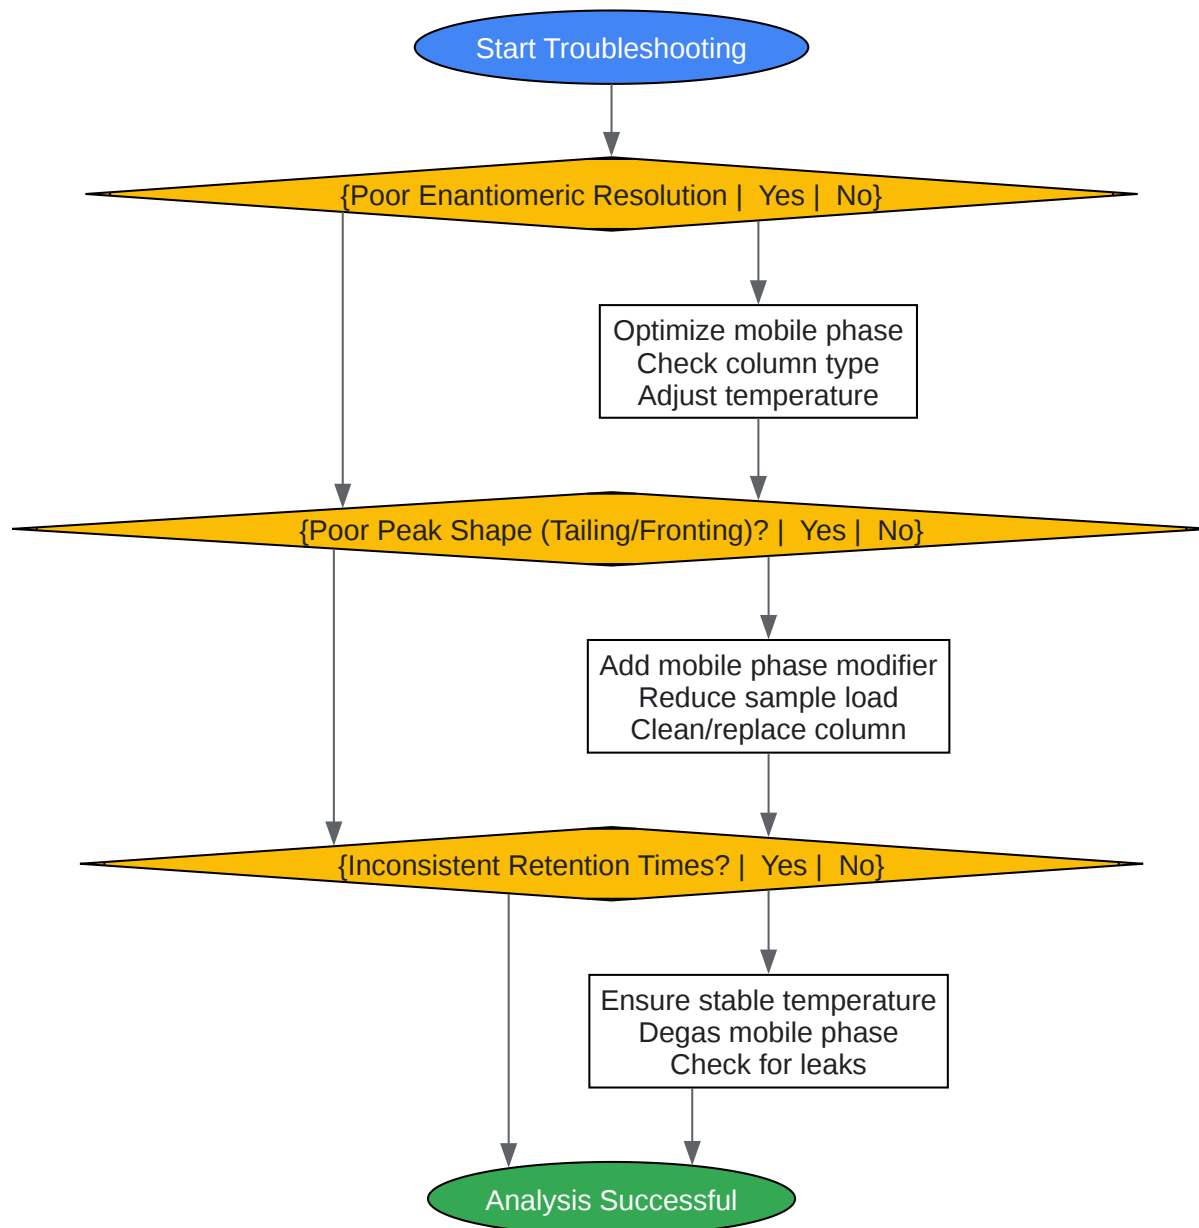 Start Troubleshooting
{Poor Enantiomeric Resolution | Yes | No}
Optimize mobile phase
Check column type
Adjust temperature
{Poor Peak Shape (Tailing/Fronting)? | Yes | No}
Add mobile phase modifier
Reduce sample load
Clean/replace column
{Inconsistent Retention Times? | Yes | No}
Ensure stable temperature
Degas mobile phase
Check for leaks
Analysis Successful